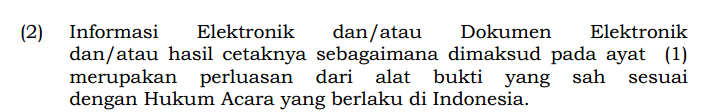 (2) Informasi Elektronik dan/atau Dokumen Elektronik
dan/atau hasil cetaknya sebagaimana dimaksud pada ayat (1)
merupakan perluasan dari alat bukti yang sah sesuai
dengan Hukum Acara yang berlaku di Indonesia.